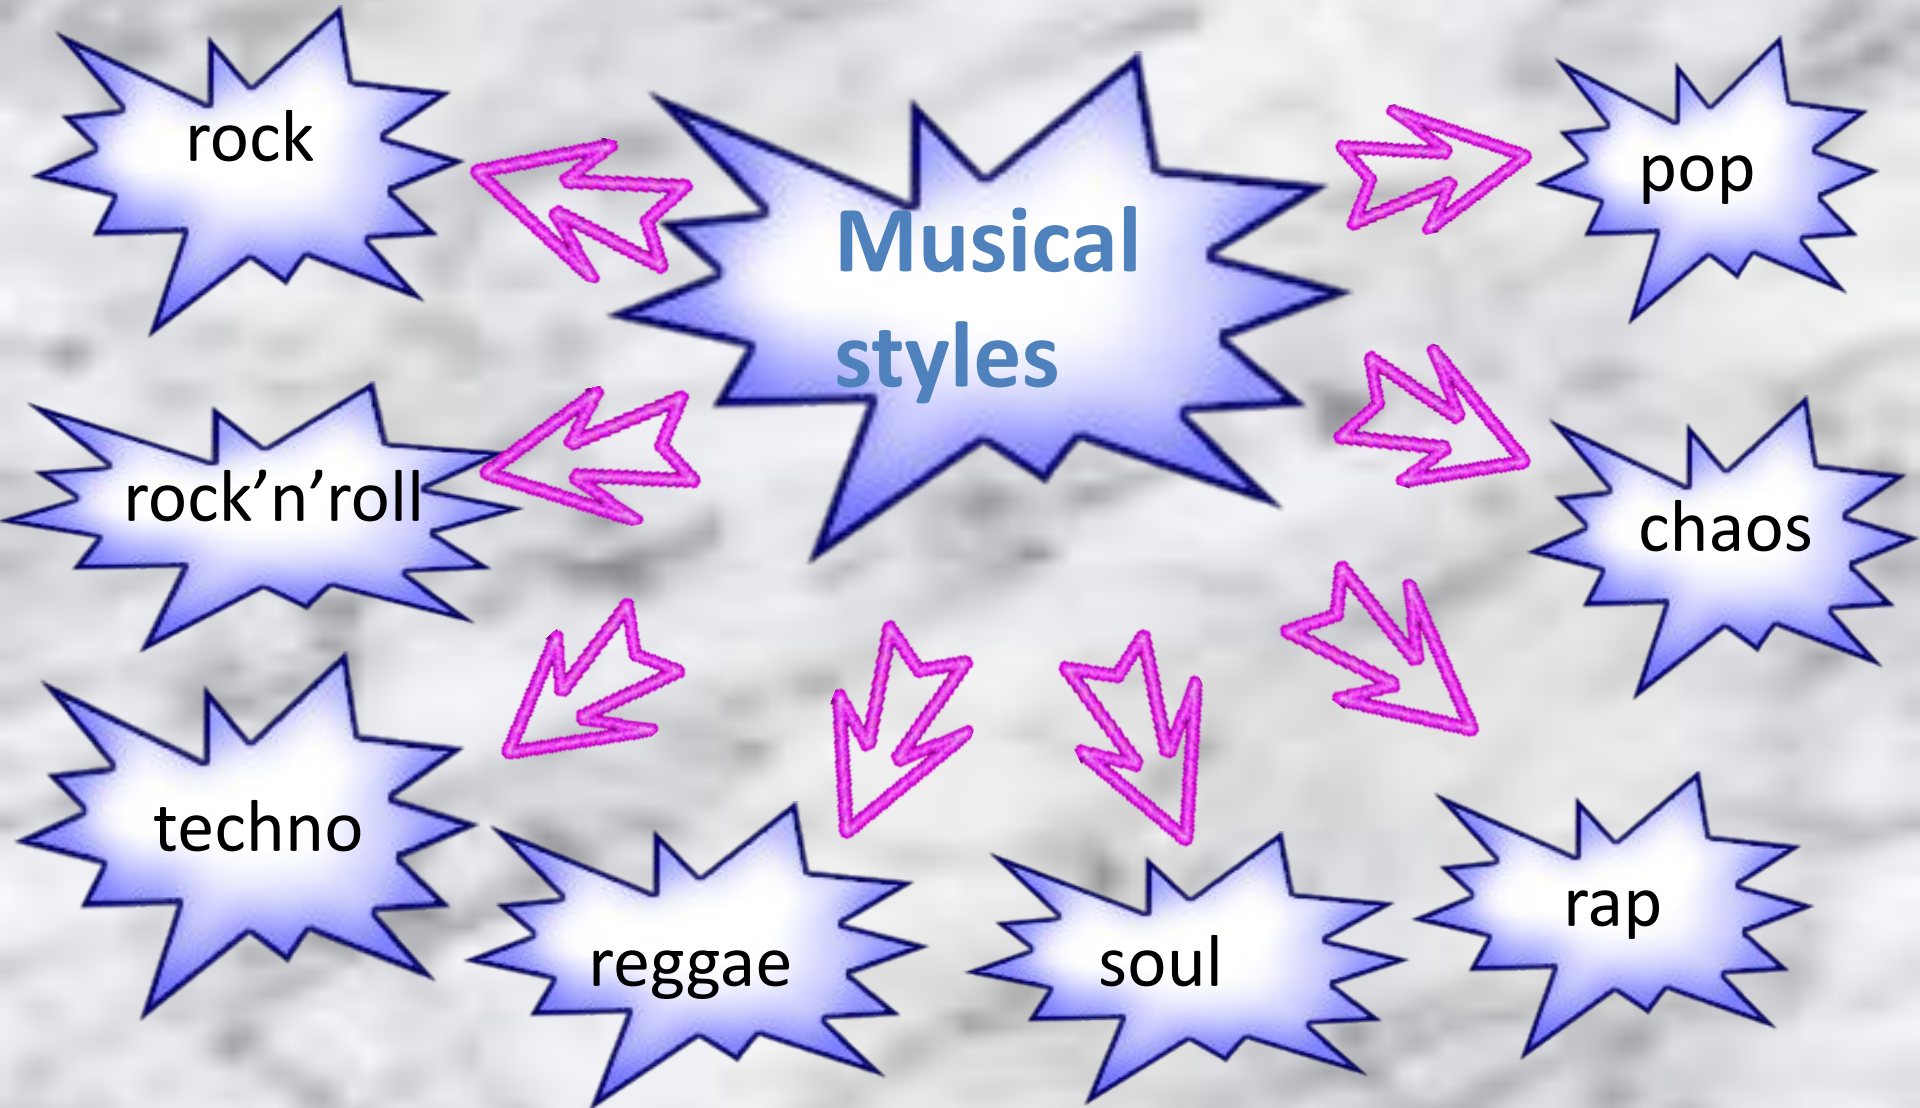 rock
pop
Musical
styles
rock’n’roll
chaos
techno
rap
reggae
soul